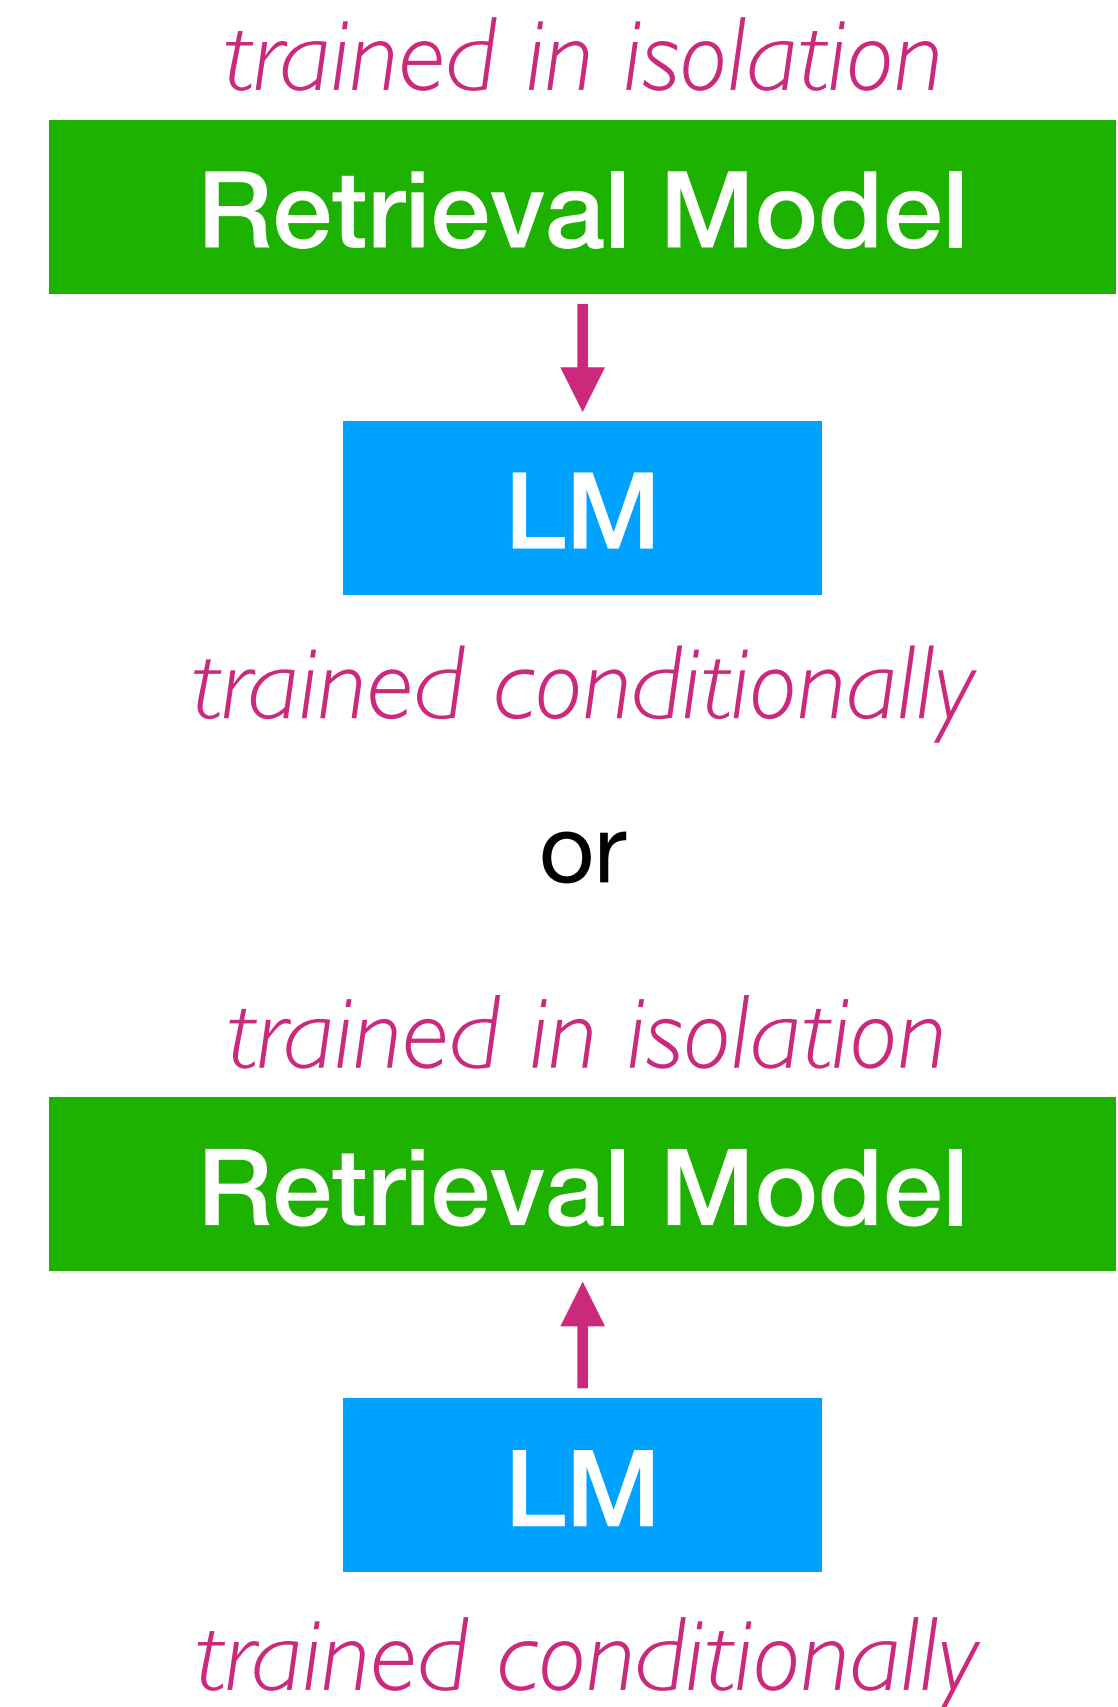 trained in isolation
Retrieval Model
LM
trained conditionally
or
trained in isolation
Retrieval Model
LM
trained conditionally